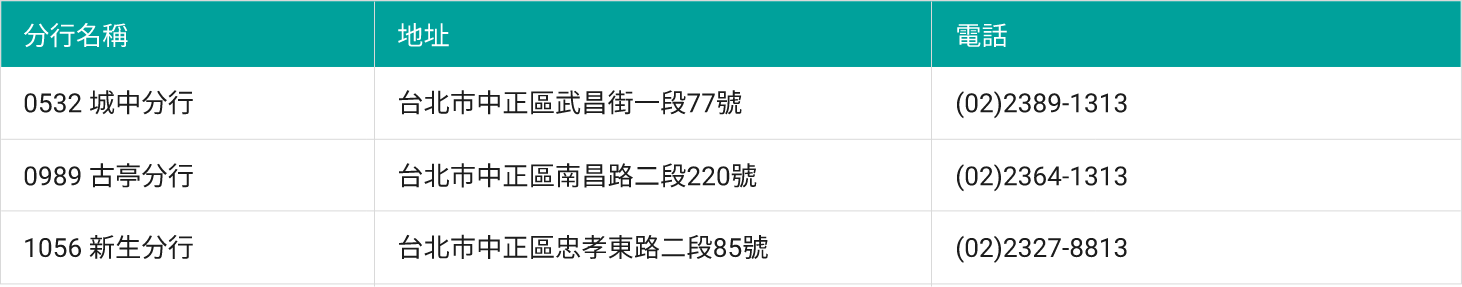 分行名稱 地址 電話
0532 城中分行 台北市中正區武昌街一段77號 (02)2389-1313
0989 古亭分行 台北市中正區南昌路二段220號 (02)2364-1313
1056 新生分行 台北市中正區忠孝東路二段85號 (02)2327-8813